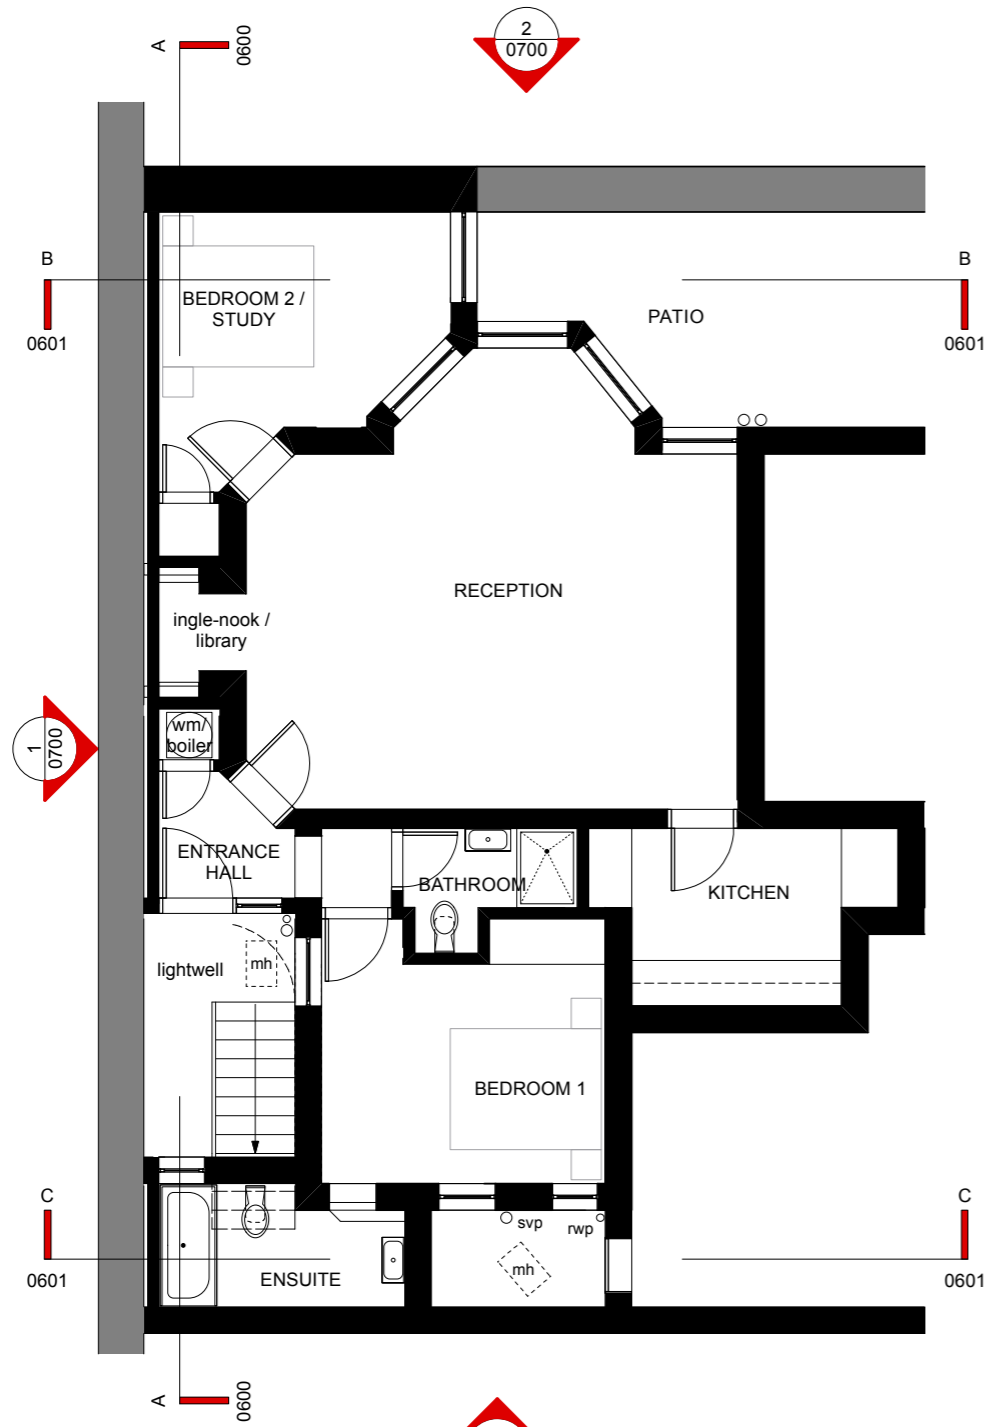 A
0600
2
0700
B
0601
B
0601
BEDROOM 2 /
STUDY
PATIO
RECEPTION
ingle-nook /
library
wm/
boiler
1
0700
ENTRANCE
HALL
BATHROOM
KITCHEN
lightwell
mh
BEDROOM 1
C
0601
C
0601
svp
rwp
mh
ENSUITE
A
0600